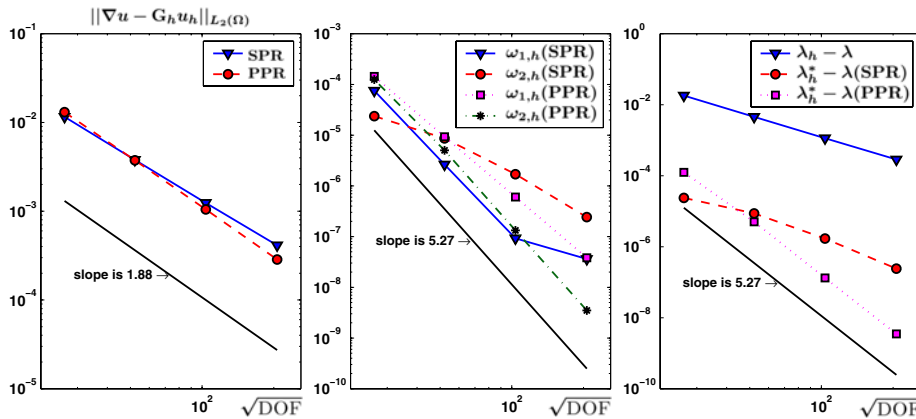 ||∇u − G_h u_h||_{L_2(Ω)}
10^{−1}
10^{−2}
10^{−3}
10^{−4}
10^{−5}
SPR
PPR
slope is 1.88 →
10^2
√DOF
10^{−3}
10^{−4}
10^{−5}
10^{−6}
10^{−7}
10^{−8}
10^{−9}
10^{−10}
ω_{1,h}(SPR)
ω_{2,h}(SPR)
ω_{1,h}(PPR)
ω_{2,h}(PPR)
slope is 5.27 →
10^2
√DOF
10^0
10^{−2}
10^{−4}
10^{−6}
10^{−8}
10^{−10}
λ_h − λ
λ_h^* − λ(SPR)
λ_h^* − λ(PPR)
slope is 5.27 →
10^2
√DOF